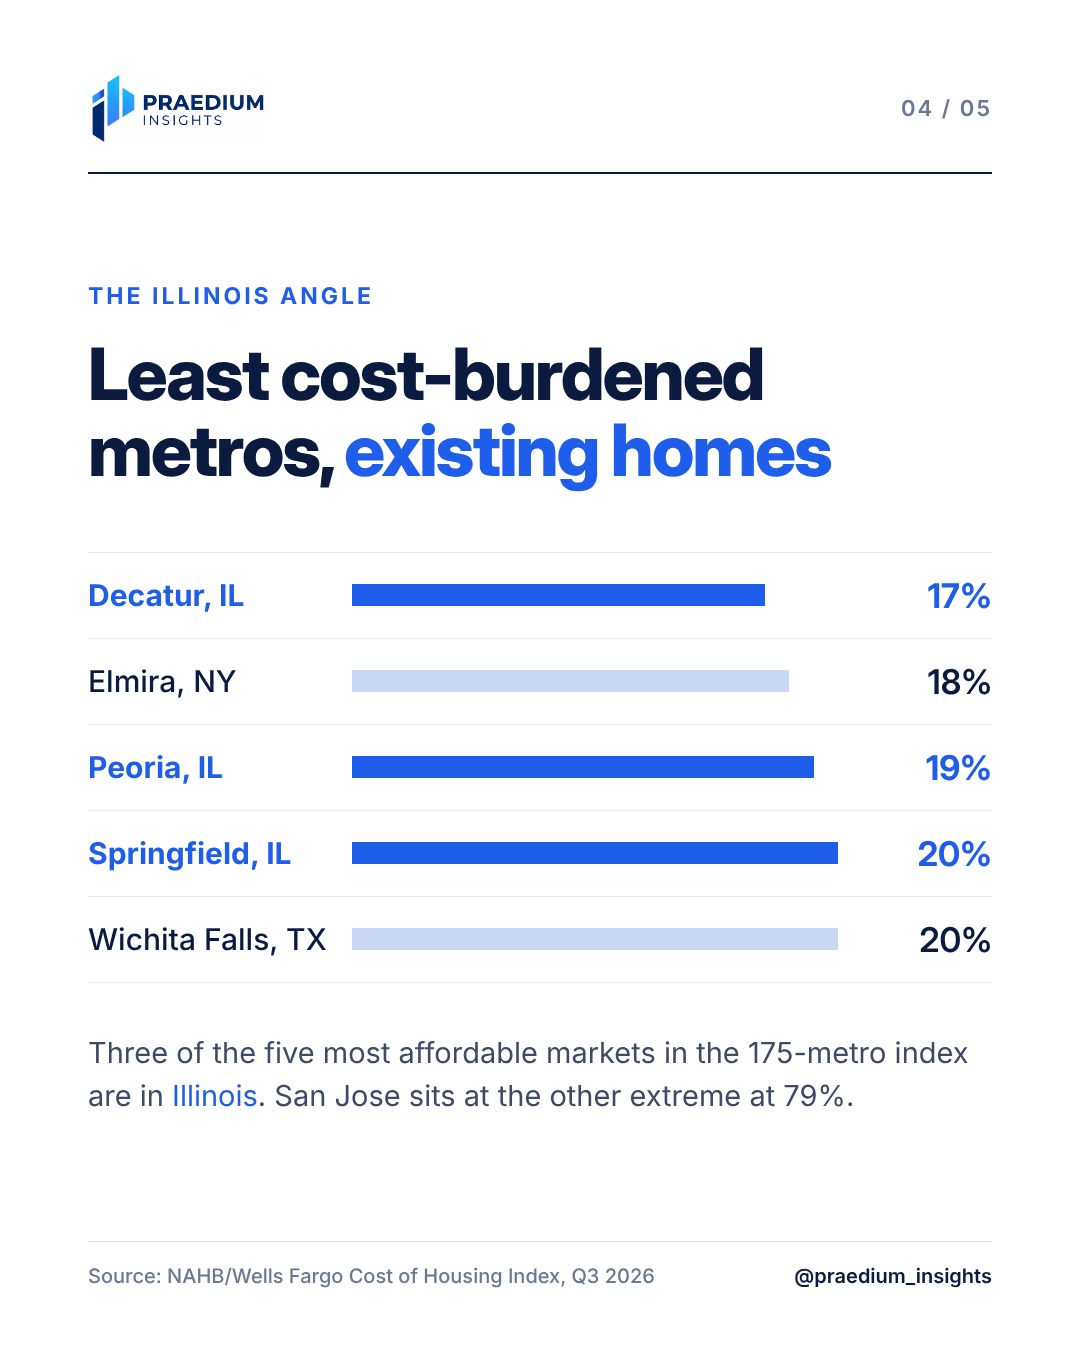 PRAEDIUM
INSIGHTS
04 / 05
THE ILLINOIS ANGLE
Least cost-burdened
metros, existing homes
Decatur, IL 17%
Elmira, NY 18%
Peoria, IL 19%
Springfield, IL 20%
Wichita Falls, TX 20%
Three of the five most affordable markets in the 175-metro index
are in Illinois. San Jose sits at the other extreme at 79%.
Source: NAHB/Wells Fargo Cost of Housing Index, Q3 2026
@praedium_insights